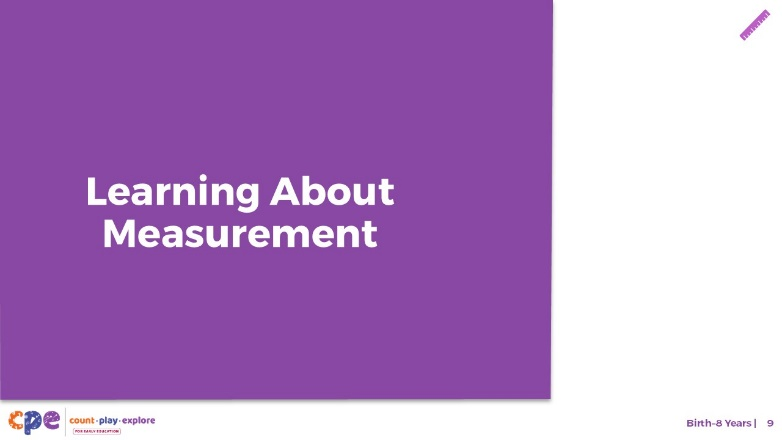 Learning About
Measurement
cpe
count·play·explore
FOR EARLY EDUCATION
Birth–8 Years | 9